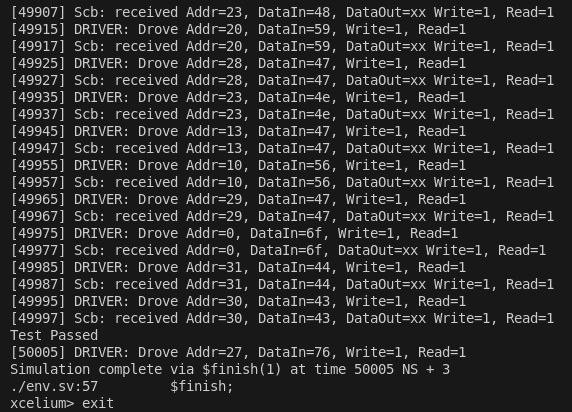 [49907] Scb: received Addr=23, DataIn=48, DataOut=xx Write=1, Read=1
[49915] DRIVER: Drove Addr=20, DataIn=59, Write=1, Read=1
[49917] Scb: received Addr=20, DataIn=59, DataOut=xx Write=1, Read=1
[49925] DRIVER: Drove Addr=28, DataIn=47, Write=1, Read=1
[49927] Scb: received Addr=28, DataIn=47, DataOut=xx Write=1, Read=1
[49935] DRIVER: Drove Addr=23, DataIn=4e, Write=1, Read=1
[49937] Scb: received Addr=23, DataIn=4e, DataOut=xx Write=1, Read=1
[49945] DRIVER: Drove Addr=13, DataIn=47, Write=1, Read=1
[49947] Scb: received Addr=13, DataIn=47, DataOut=xx Write=1, Read=1
[49955] DRIVER: Drove Addr=10, DataIn=56, Write=1, Read=1
[49957] Scb: received Addr=10, DataIn=56, DataOut=xx Write=1, Read=1
[49965] DRIVER: Drove Addr=29, DataIn=47, Write=1, Read=1
[49967] Scb: received Addr=29, DataIn=47, DataOut=xx Write=1, Read=1
[49975] DRIVER: Drove Addr=0, DataIn=6f, Write=1, Read=1
[49977] Scb: received Addr=0, DataIn=6f, DataOut=xx Write=1, Read=1
[49985] DRIVER: Drove Addr=31, DataIn=44, Write=1, Read=1
[49987] Scb: received Addr=31, DataIn=44, DataOut=xx Write=1, Read=1
[49995] DRIVER: Drove Addr=30, DataIn=43, Write=1, Read=1
[49997] Scb: received Addr=30, DataIn=43, DataOut=xx Write=1, Read=1
Test Passed
[50005] DRIVER: Drove Addr=27, DataIn=76, Write=1, Read=1
Simulation complete via $finish(1) at time 50005 NS + 3
./env.sv:57         $finish;
xcelium> exit